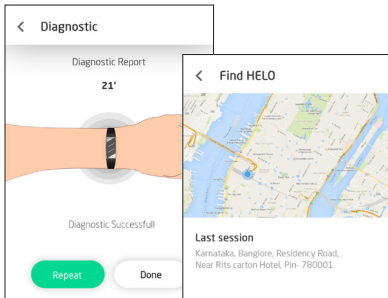 Diagnostic
Diagnostic Report
21'
Diagnostic Successfull
Repeat
Done
Find HELO
Last session
Karnataka, Banglore, Residency Road,
Near Rits carton Hotel, Pin- 780001